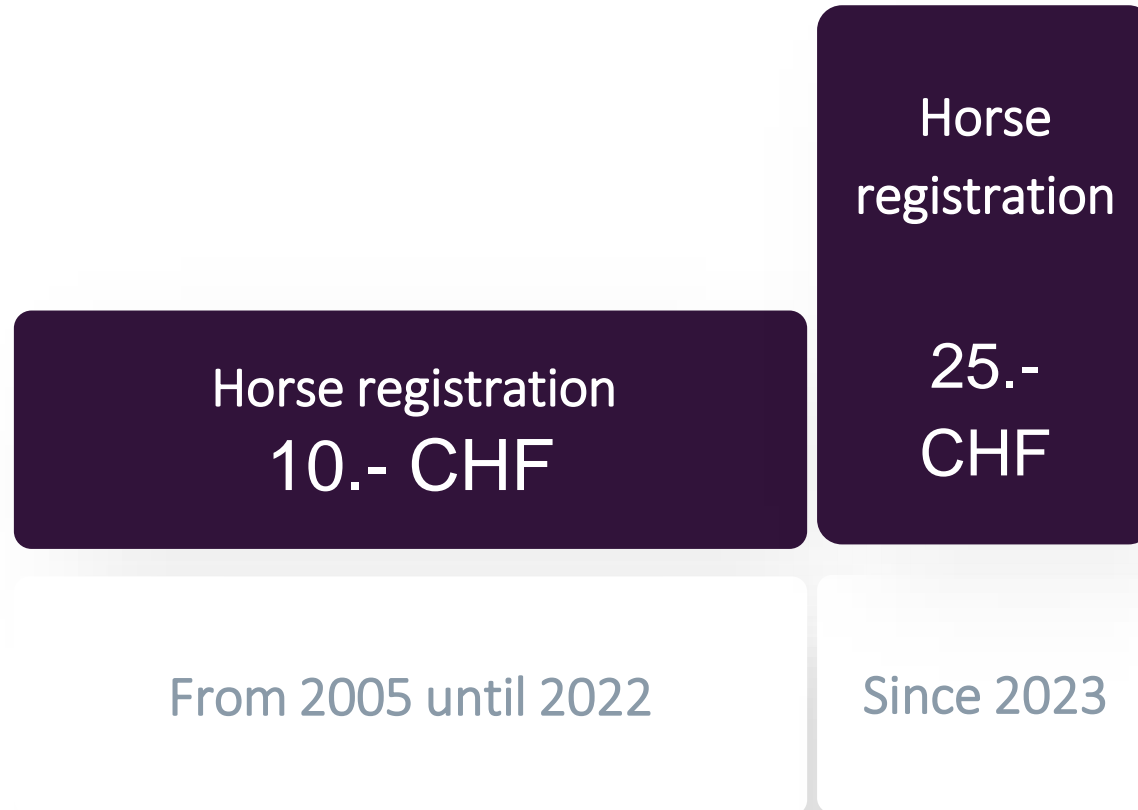 Horse registration
10.- CHF
From 2005 until 2022
Horse
registration
25.-
CHF
Since 2023